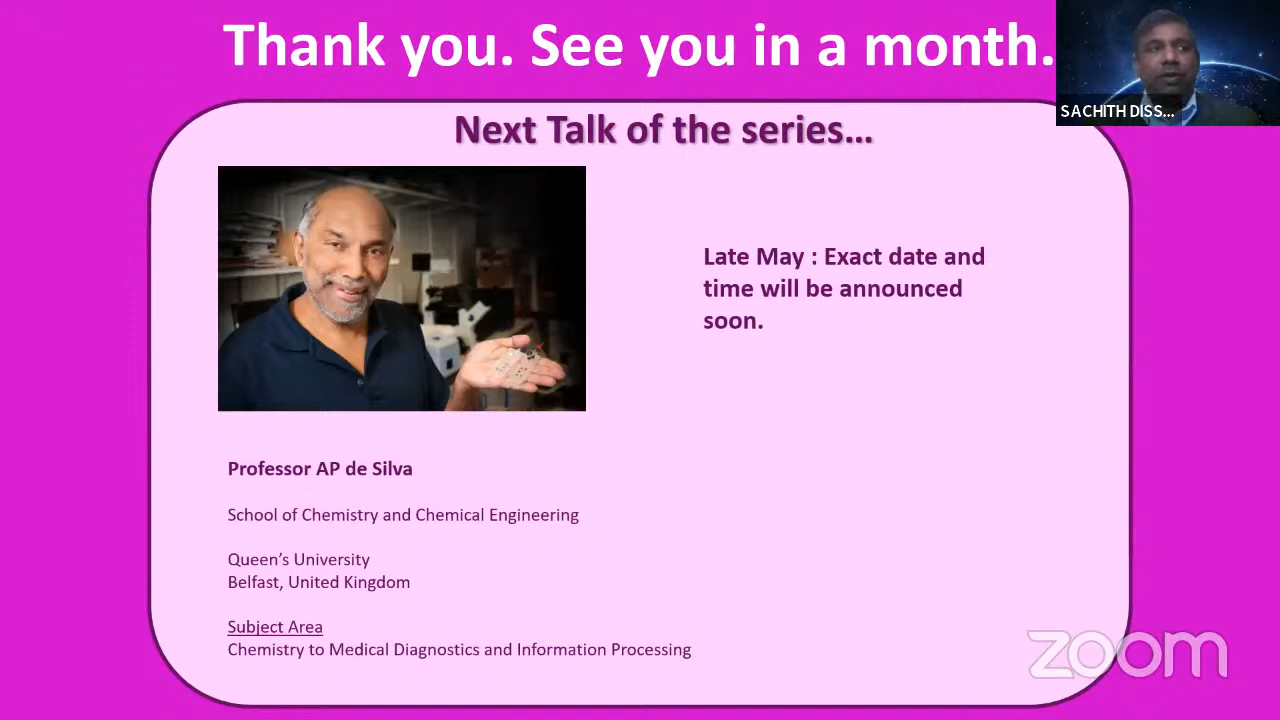 Thank you. See you in a month.
SACHITH DISS...
Next Talk of the series...
Late May : Exact date and
time will be announced
soon.
Professor AP de Silva
School of Chemistry and Chemical Engineering
Queen’s University
Belfast, United Kingdom
Subject Area
Chemistry to Medical Diagnostics and Information Processing
zoom